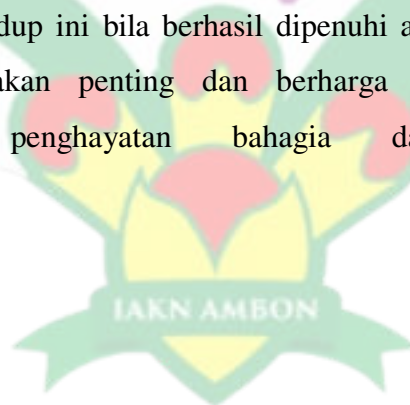 dup ini bila berhasil dipenuhi a
akan penting dan berharga
penghayatan bahagia da
IAKN AMBON